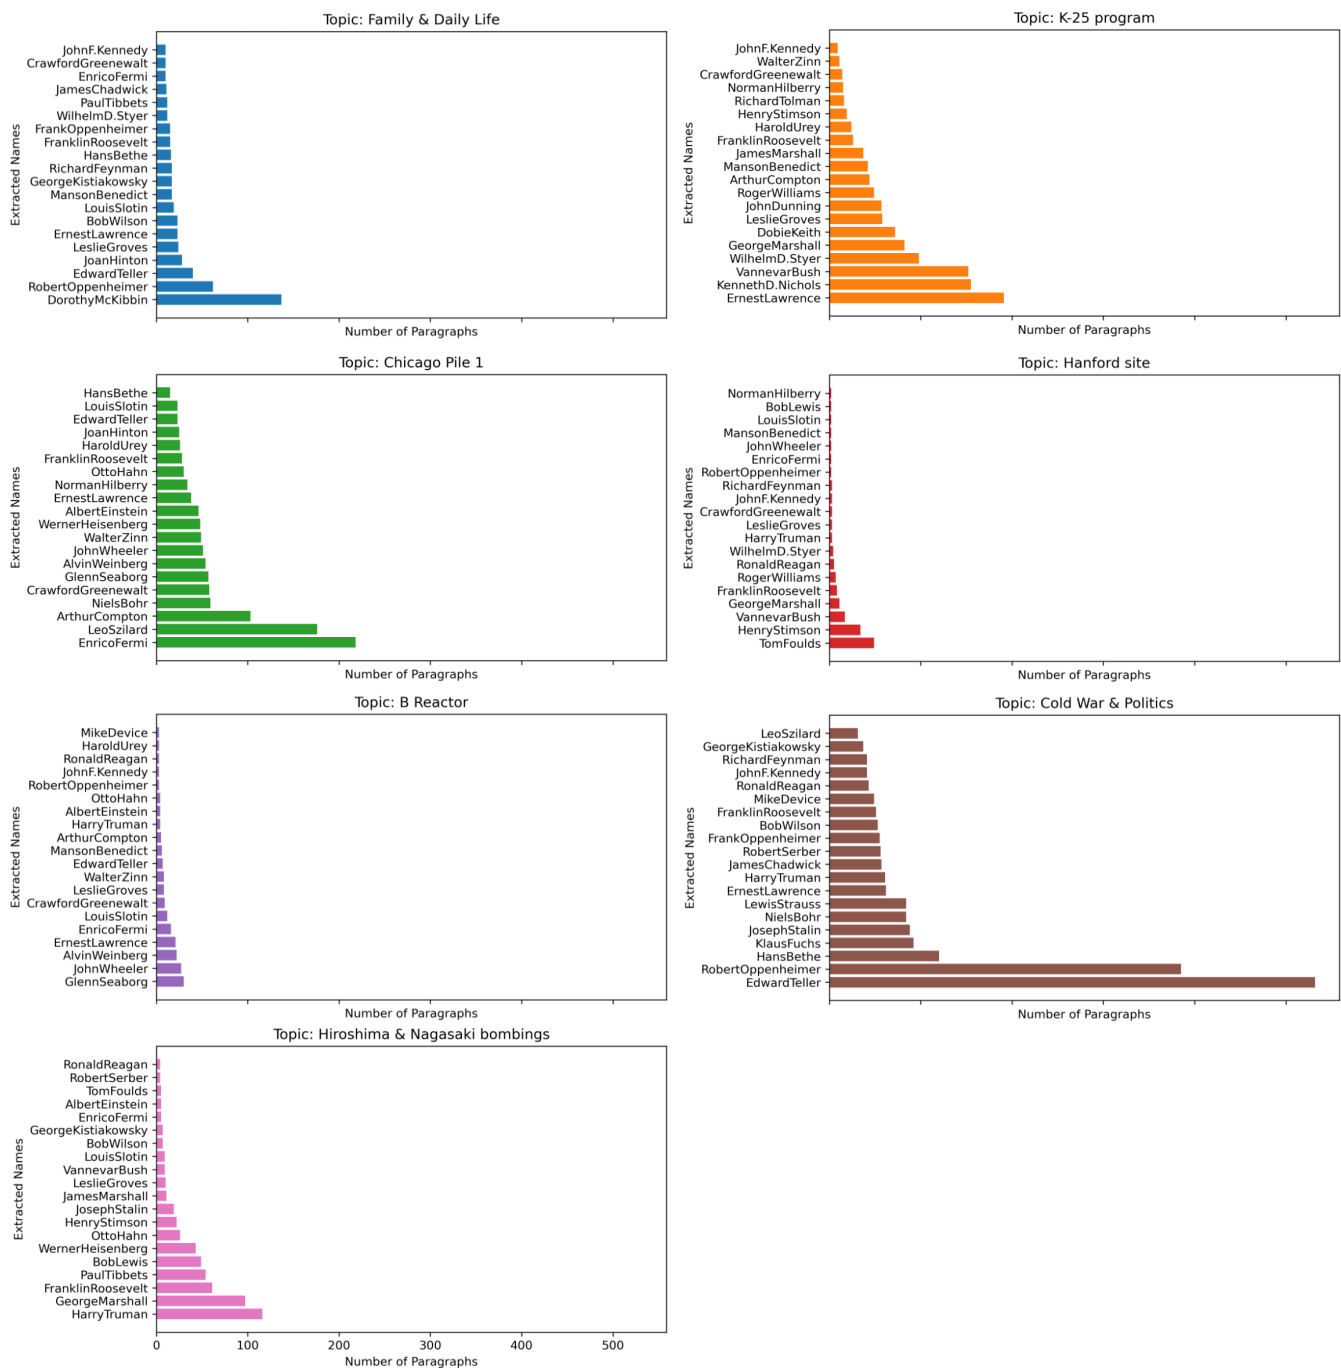 Topic: Family & Daily Life
Extracted Names
JohnF.Kennedy
CrawfordGreenewalt
EnricoFermi
JamesChadwick
PaulTibbets
WilhelmD.Styer
FrankOppenheimer
FranklinRoosevelt
HansBethe
RichardFeynman
GeorgeKistiakowsky
MansonBenedict
LouisSlotin
BobWilson
ErnestLawrence
LeslieGroves
JoanHinton
EdwardTeller
RobertOppenheimer
DorothyMcKibbin
Number of Paragraphs
Topic: K-25 program
Extracted Names
JohnF.Kennedy
WalterZinn
CrawfordGreenewalt
NormanHilberry
RichardTolman
HenryStimson
HaroldUrey
FranklinRoosevelt
JamesMarshall
MansonBenedict
ArthurCompton
RogerWilliams
JohnDunning
LeslieGroves
DobieKeith
GeorgeMarshall
WilhelmD.Styer
VannevarBush
KennethD.Nichols
ErnestLawrence
Number of Paragraphs
Topic: Chicago Pile 1
Extracted Names
HansBethe
LouisSlotin
EdwardTeller
JoanHinton
HaroldUrey
FranklinRoosevelt
OttoHahn
NormanHilberry
ErnestLawrence
AlbertEinstein
WernerHeisenberg
WalterZinn
JohnWheeler
AlvinWeinberg
GlennSeaborg
CrawfordGreenewalt
NielsBohr
ArthurCompton
LeoSzilard
EnricoFermi
Number of Paragraphs
Topic: Hanford site
Extracted Names
NormanHilberry
BobLewis
LouisSlotin
MansonBenedict
JohnWheeler
EnricoFermi
RobertOppenheimer
RichardFeynman
JohnF.Kennedy
CrawfordGreenewalt
LeslieGroves
HarryTruman
WilhelmD.Styer
RonaldReagan
RogerWilliams
FranklinRoosevelt
GeorgeMarshall
VannevarBush
HenryStimson
TomFoulds
Number of Paragraphs
Topic: B Reactor
Extracted Names
MikeDevice
HaroldUrey
RonaldReagan
JohnF.Kennedy
RobertOppenheimer
OttoHahn
AlbertEinstein
HarryTruman
ArthurCompton
MansonBenedict
EdwardTeller
WalterZinn
LeslieGroves
CrawfordGreenewalt
LouisSlotin
EnricoFermi
ErnestLawrence
AlvinWeinberg
JohnWheeler
GlennSeaborg
Number of Paragraphs
Topic: Cold War & Politics
Extracted Names
LeoSzilard
GeorgeKistiakowsky
RichardFeynman
JohnF.Kennedy
RonaldReagan
MikeDevice
FranklinRoosevelt
BobWilson
FrankOppenheimer
RobertSerber
JamesChadwick
HarryTruman
ErnestLawrence
LewisStrauss
NielsBohr
JosephStalin
KlausFuchs
HansBethe
RobertOppenheimer
EdwardTeller
Number of Paragraphs
Topic: Hiroshima & Nagasaki bombings
Extracted Names
RonaldReagan
RobertSerber
TomFoulds
AlbertEinstein
EnricoFermi
GeorgeKistiakowsky
BobWilson
LouisSlotin
VannevarBush
LeslieGroves
JamesMarshall
JosephStalin
HenryStimson
OttoHahn
WernerHeisenberg
BobLewis
PaulTibbets
FranklinRoosevelt
GeorgeMarshall
HarryTruman
0 100 200 300 400 500
Number of Paragraphs